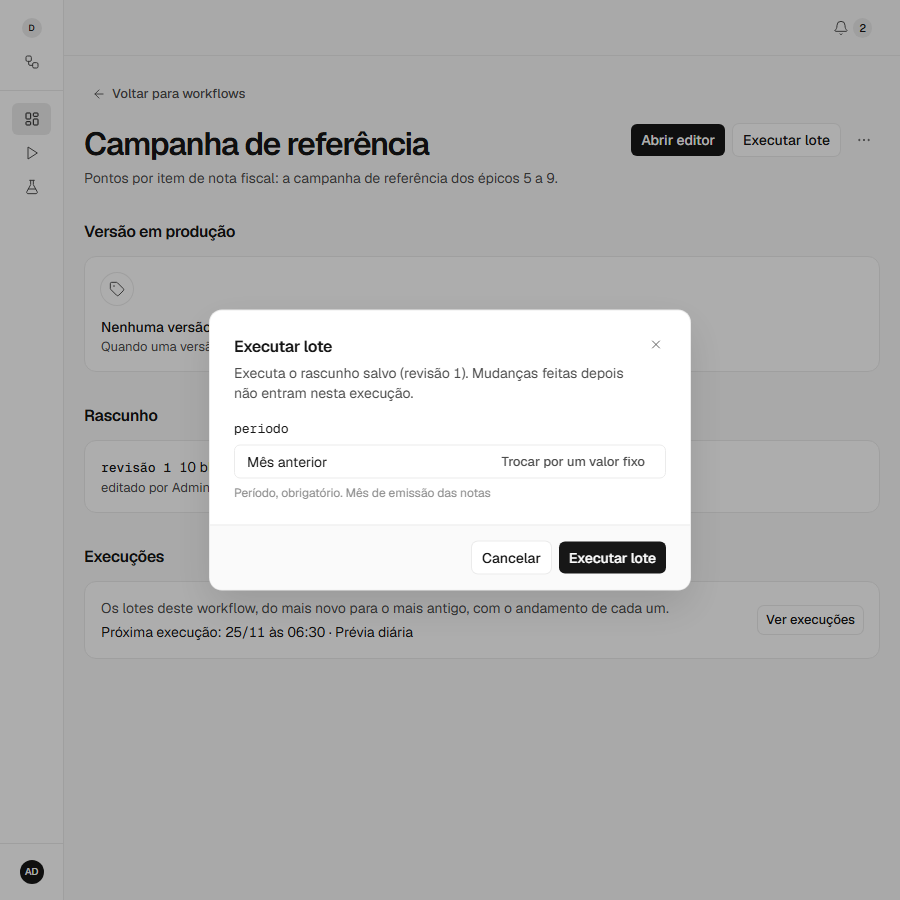 D
2
Voltar para workflows
Campanha de referência
Abrir editor
Executar lote
Pontos por item de nota fiscal: a campanha de referência dos épicos 5 a 9.
Versão em produção
Nenhuma versão
Quando uma
Rascunho
revisão 1 10
editado por Admin
Executar lote
Executa o rascunho salvo (revisão 1). Mudanças feitas depois
não entram nesta execução.
periodo
Mês anterior
Trocar por um valor fixo
Período, obrigatório. Mês de emissão das notas
Cancelar
Executar lote
Execuções
Os lotes deste workflow, do mais novo para o mais antigo, com o andamento de cada um.
Próxima execução: 25/11 às 06:30 · Prévia diária
Ver execuções
AD